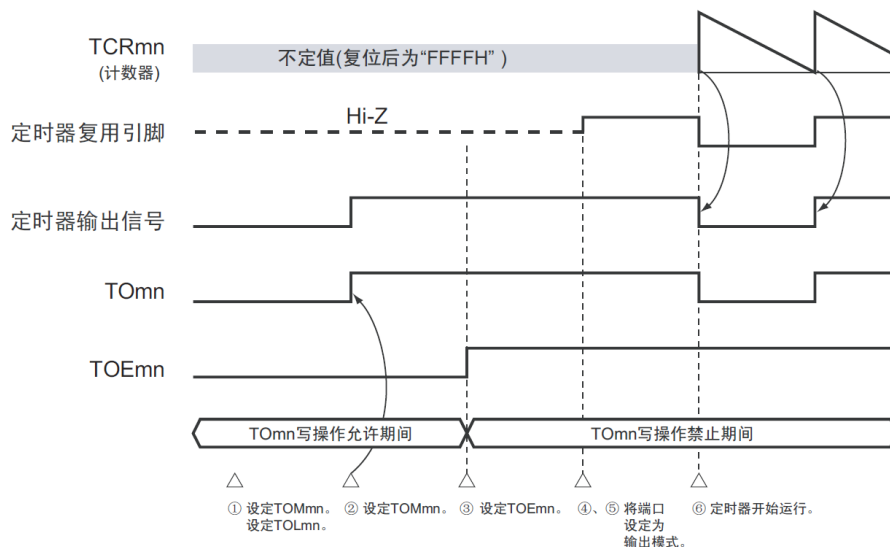 TCRmn
(计数器)
不定值(复位后为“FFFFH” )
定时器复用引脚
Hi-Z
定时器输出信号
TOmn
TOEmn
TOmn写操作允许期间
TOmn写操作禁止期间
① 设定TOMmn。
设定TOLmn。
② 设定TOMmn。
③ 设定TOEmn。
④、⑤ 将端口
设定为
输出模式。
⑥ 定时器开始运行。